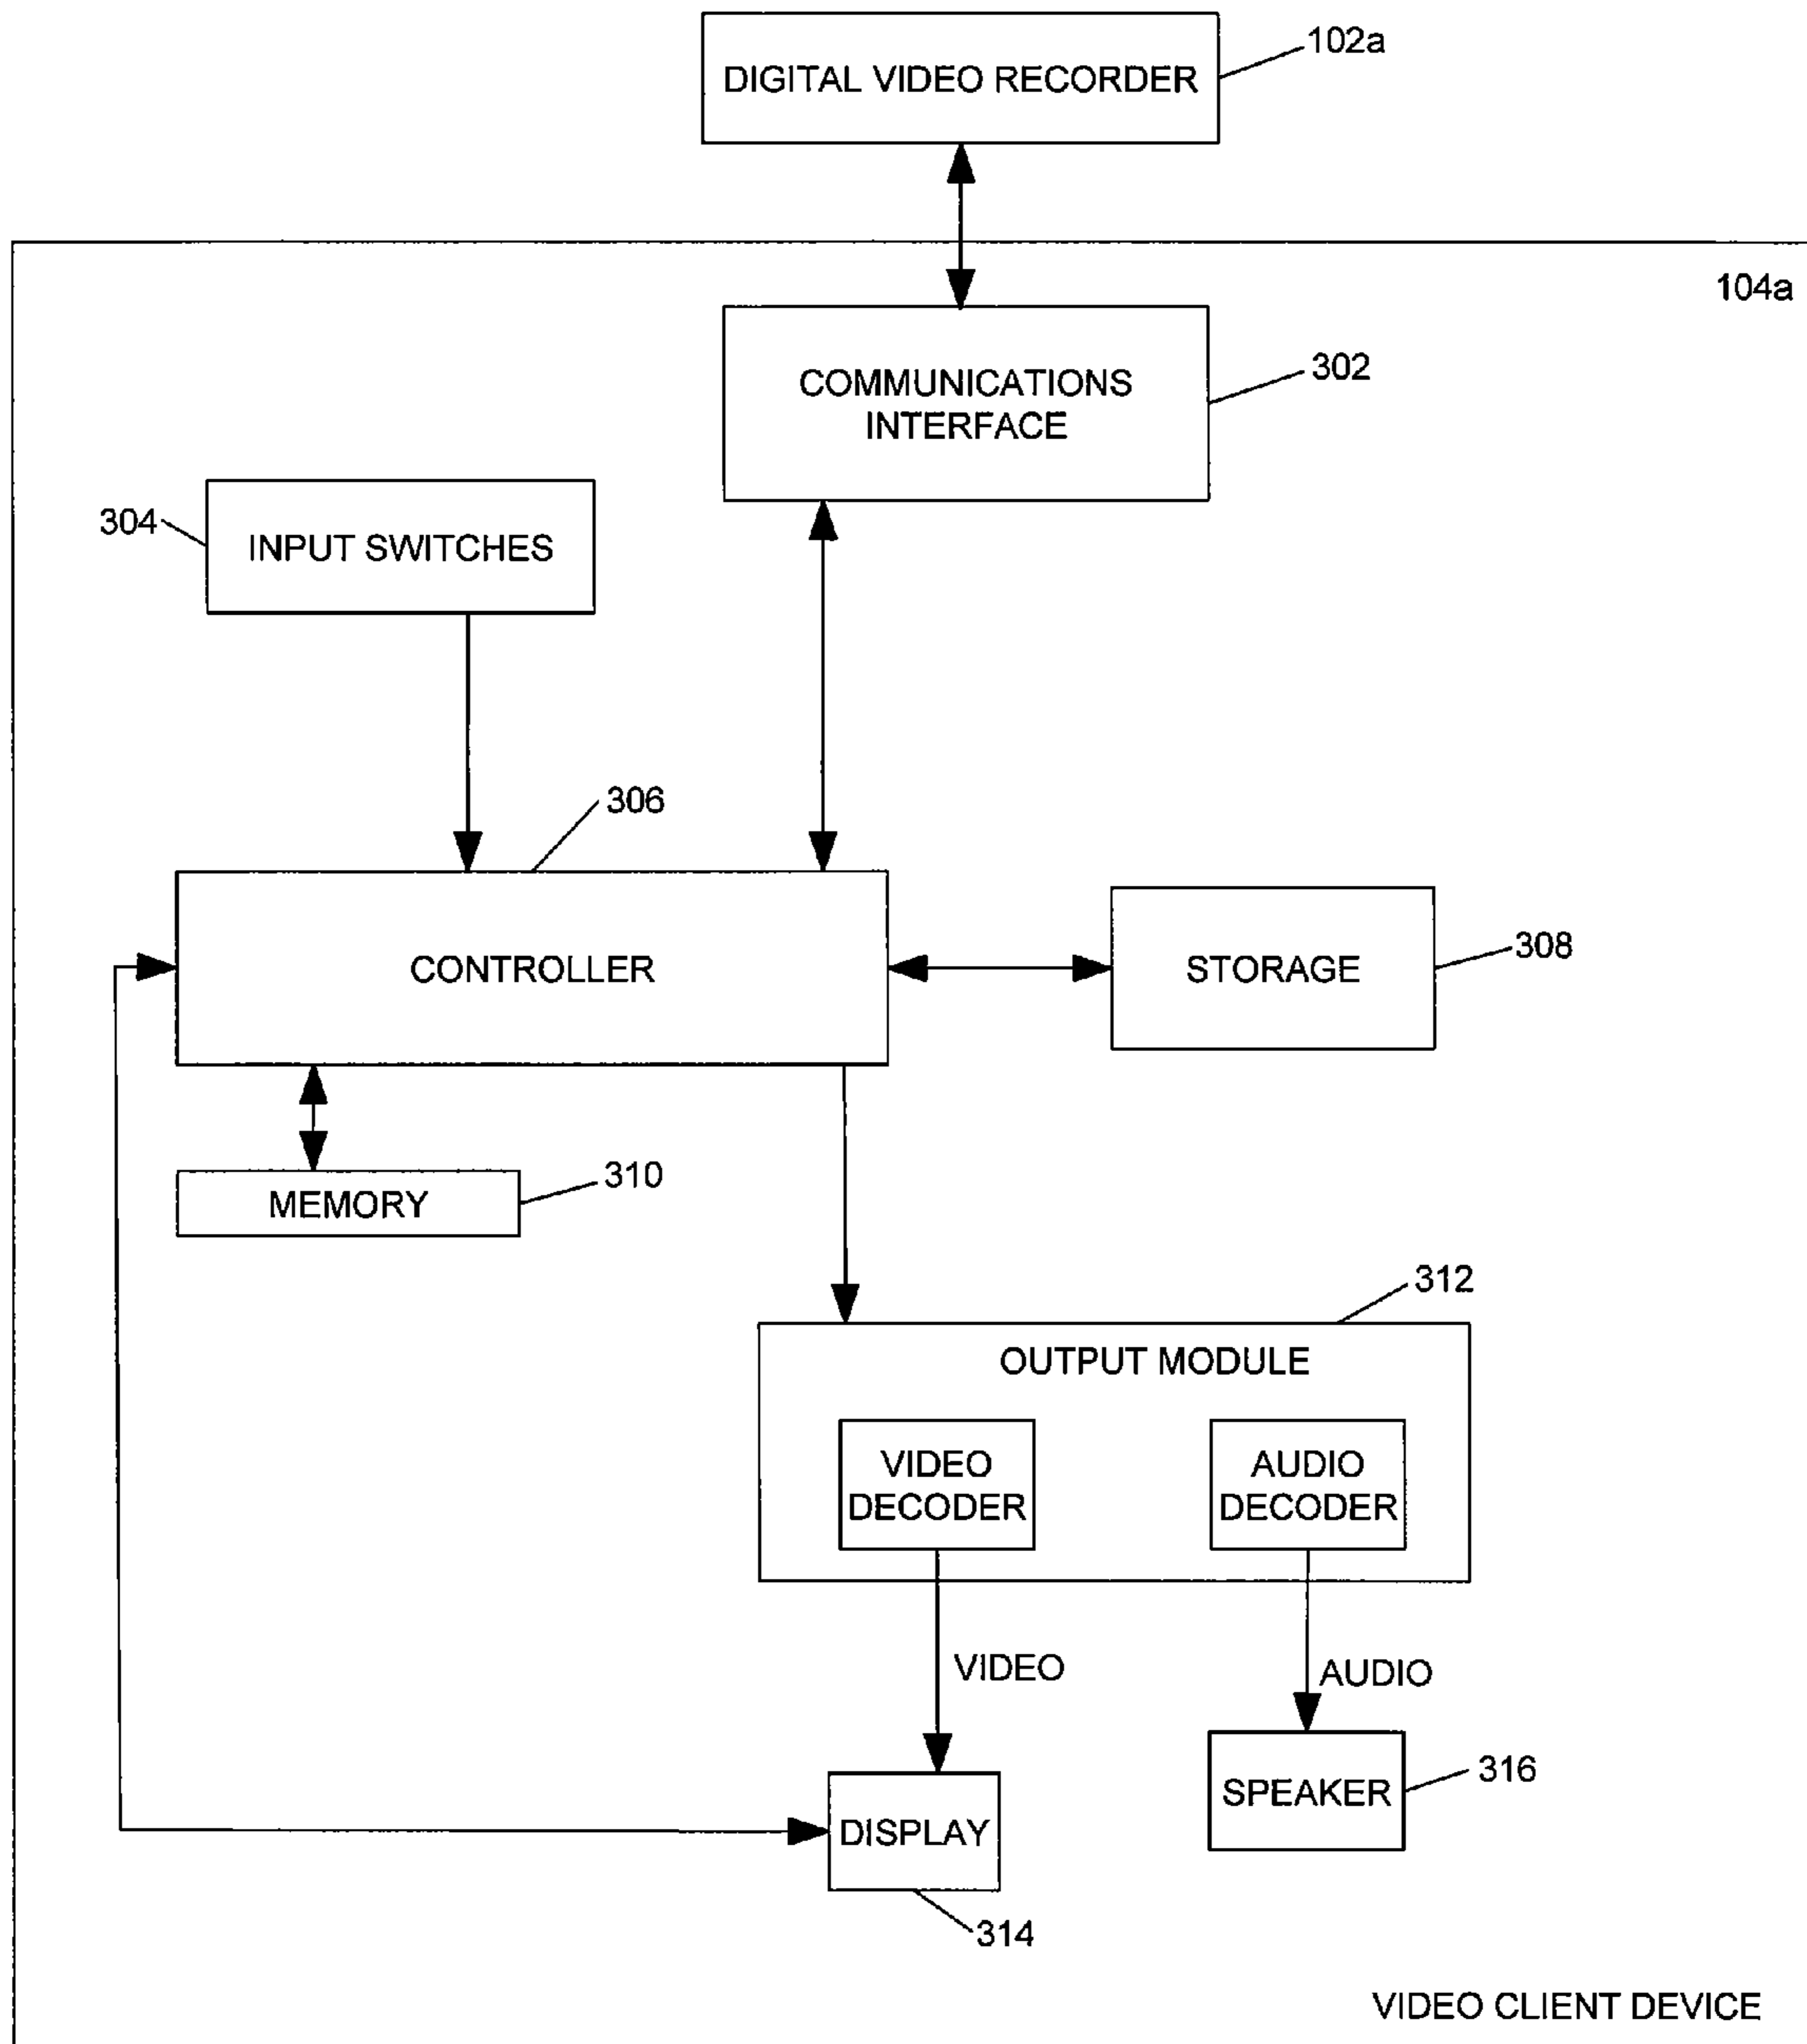 102a
DIGITAL VIDEO RECORDER
104a
COMMUNICATIONS
INTERFACE
302
304
INPUT SWITCHES
306
CONTROLLER
STORAGE
308
MEMORY
310
312
OUTPUT MODULE
VIDEO
DECODER
AUDIO
DECODER
VIDEO
AUDIO
DISPLAY
SPEAKER
316
314
VIDEO CLIENT DEVICE